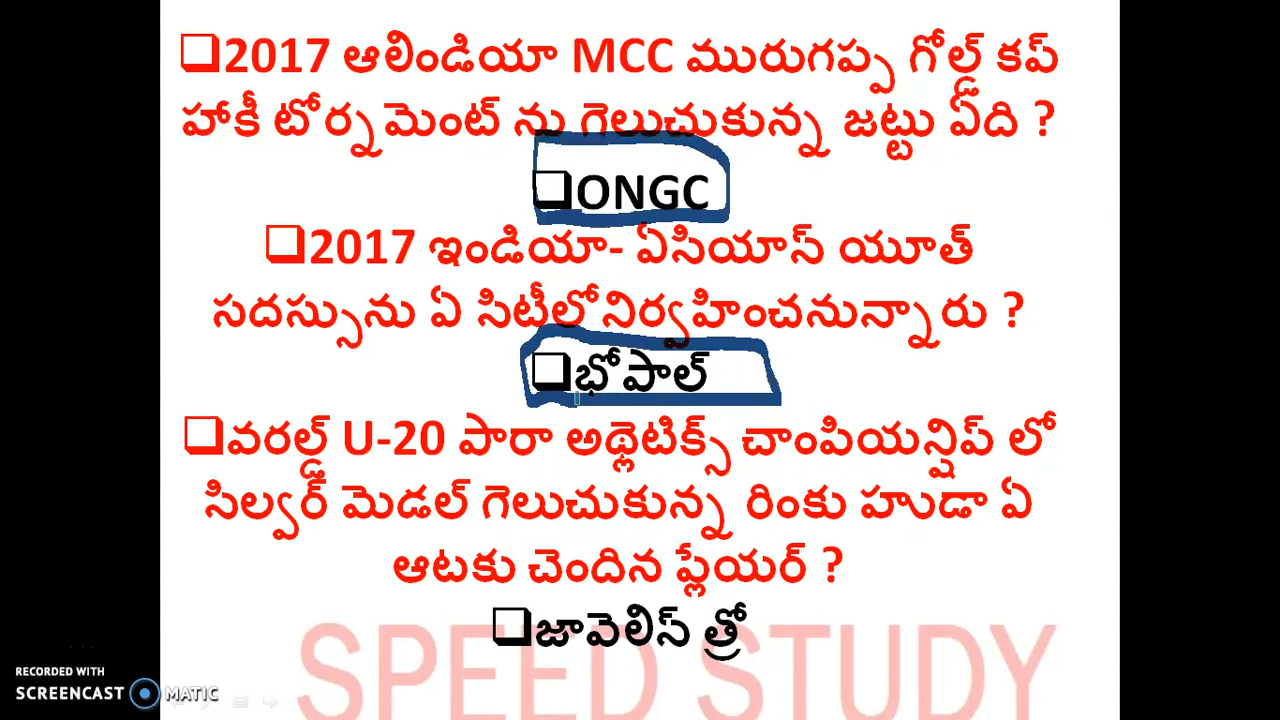 ❑2017 ఆలిండియా MCC మురుగప్ప గోల్డ్ కప్
హాకీ టోర్నమెంట్ ను గెలుచుకున్న జట్టు ఏది ?
❑ONGC
❑2017 ఇండియా- ఏసియాస్ యూత్
సదస్సును ఏ సిటీలోనిర్వహించనున్నారు ?
❑భోపాల్
❑వరల్డ్ U-20 పారా అథ్లెటిక్స్ చాంపియన్షిప్ లో
సిల్వర్ మెడల్ గెలుచుకున్న రింకు హుడా ఏ
ఆటకు చెందిన ప్లేయర్ ?
❑జావెలిస్ త్రో
SPEED STUDY
RECORDED WITH
SCREENCAST MATIC